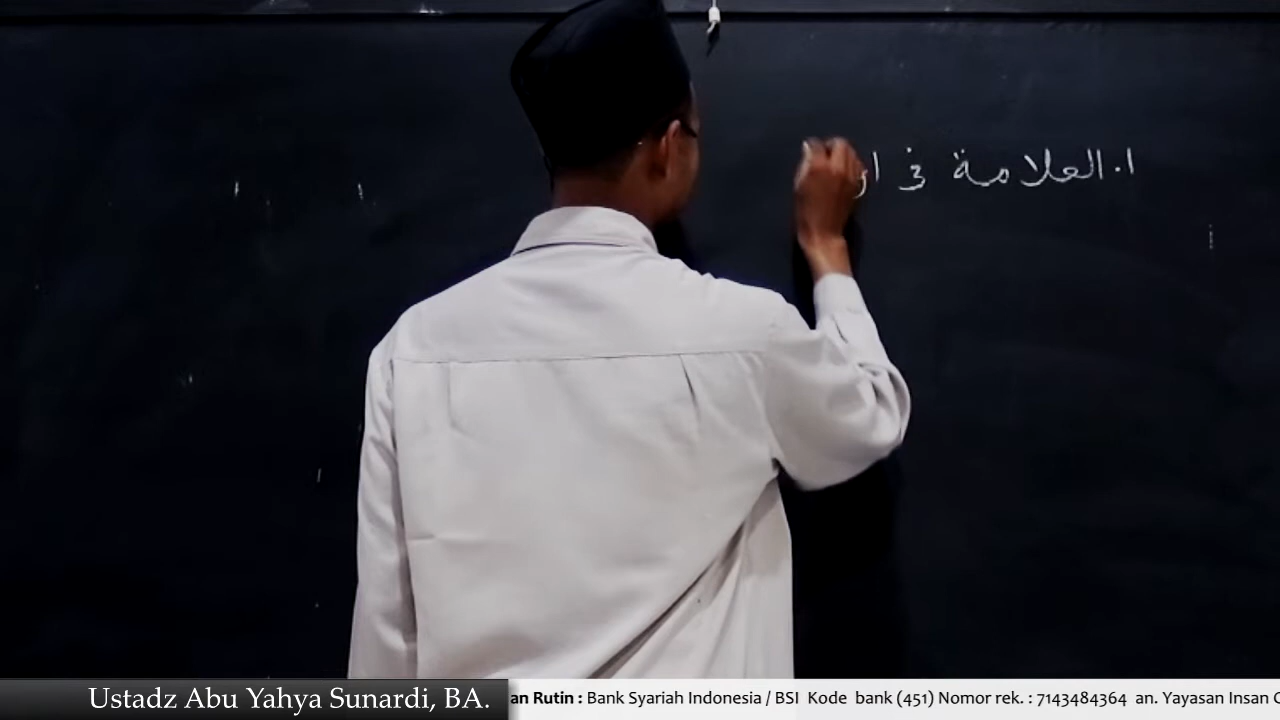 ١. العلامة في
Ustadz Abu Yahya Sunardi, BA.
an Rutin : Bank Syariah Indonesia / BSI Kode bank (451) Nomor rek. : 7143484364 an. Yayasan Insan